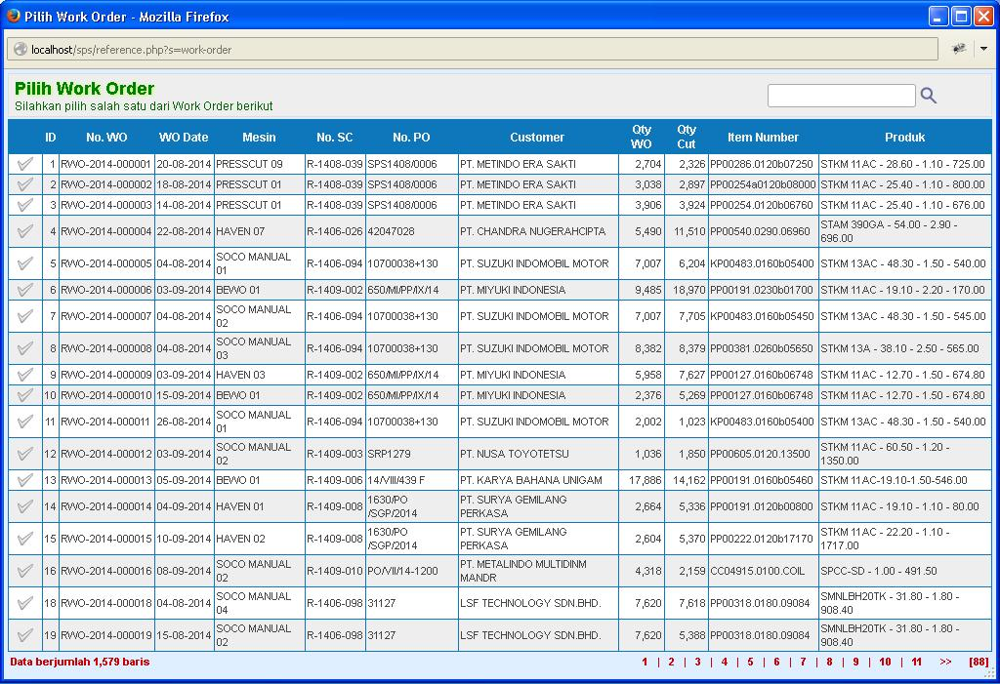 Pilih Work Order - Mozilla Firefox
localhost/sps/reference.php?s=work-order
Pilih Work Order
Silahkan pilih salah satu dari Work Order berikut
ID No. WO WO Date Mesin No. SC No. PO Customer Qty WO Qty Cut Item Number Produk
1 RWO-2014-000001 20-08-2014 PRESSCUT 09 R-1408-039 SPS1408/0006 PT. METINDO ERA SAKTI 2,704 2,326 PP00286.0120b07250 STKM 11AC - 28.60 - 1.10 - 725.00
2 RWO-2014-000002 18-08-2014 PRESSCUT 01 R-1408-039 SPS1408/0006 PT. METINDO ERA SAKTI 3,038 2,897 PP00254a0120b08000 STKM 11AC - 25.40 - 1.10 - 800.00
3 RWO-2014-000003 14-08-2014 PRESSCUT 01 R-1408-039 SPS1408/0006 PT. METINDO ERA SAKTI 3,906 3,924 PP00254.0120b06760 STKM 11AC - 25.40 - 1.10 - 676.00
4 RWO-2014-000004 22-08-2014 HAVEN 07 R-1406-026 42047028 PT. CHANDRA NUGERAHCIPTA 5,490 11,510 PP00540.0290.06960 STAM 390GA - 54.00 - 2.90 - 696.00
5 RWO-2014-000005 04-08-2014 SOCO MANUAL 01 R-1406-094 10700038+130 PT. SUZUKI INDOMOBIL MOTOR 7,007 6,204 KP00483.0160b05400 STKM 13AC - 48.30 - 1.50 - 540.00
6 RWO-2014-000006 03-09-2014 BEWO 01 R-1409-002 650/MI/PP/IX/14 PT. MIYUKI INDONESIA 9,485 18,970 PP00191.0230b01700 STKM 11AC - 19.10 - 2.20 - 170.00
7 RWO-2014-000007 04-08-2014 SOCO MANUAL 02 R-1406-094 10700038+130 PT. SUZUKI INDOMOBIL MOTOR 7,007 7,705 KP00483.0160b05450 STKM 13AC - 48.30 - 1.50 - 545.00
8 RWO-2014-000008 04-08-2014 SOCO MANUAL 03 R-1406-094 10700038+130 PT. SUZUKI INDOMOBIL MOTOR 8,382 8,379 PP00381.0260b05650 STKM 13A - 38.10 - 2.50 - 565.00
9 RWO-2014-000009 03-09-2014 HAVEN 03 R-1409-002 650/MI/PP/IX/14 PT. MIYUKI INDONESIA 5,958 7,627 PP00127.0160b06748 STKM 11AC - 12.70 - 1.50 - 674.80
10 RWO-2014-000010 15-09-2014 BEWO 01 R-1409-002 650/MI/PP/IX/14 PT. MIYUKI INDONESIA 2,376 5,269 PP00127.0160b06748 STKM 11AC - 12.70 - 1.50 - 674.80
11 RWO-2014-000011 26-08-2014 SOCO MANUAL 01 R-1406-094 10700038+130 PT. SUZUKI INDOMOBIL MOTOR 2,002 1,023 KP00483.0160b05400 STKM 13AC - 48.30 - 1.50 - 540.00
12 RWO-2014-000012 03-09-2014 SOCO MANUAL 02 R-1409-003 SRP1279 PT. NUSA TOYOTETSU 1,036 1,850 PP00605.0120.13500 STKM 11AC - 60.50 - 1.20 - 1350.00
13 RWO-2014-000013 05-09-2014 BEWO 01 R-1409-006 14/VIII/439 F PT. KARYA BAHANA UNIGAM 17,886 14,162 PP00191.0160b05460 STKM 11AC-19.10-1.50-546.00
14 RWO-2014-000014 04-09-2014 HAVEN 01 R-1409-008 1630/PO /SGP/2014 PT. SURYA GEMILANG PERKASA 2,664 5,336 PP00191.0120b00800 STKM 11AC - 19.10 - 1.10 - 80.00
15 RWO-2014-000015 10-09-2014 HAVEN 02 R-1409-008 1630/PO /SGP/2014 PT. SURYA GEMILANG PERKASA 2,604 5,370 PP00222.0120b17170 STKM 11AC - 22.20 - 1.10 - 1717.00
16 RWO-2014-000016 08-09-2014 SOCO MANUAL 02 R-1409-010 PO/VII/14-1200 PT. METALINDO MULTIDINM MANDR 4,318 2,159 CC04915.0100.COIL SPCC-SD - 1.00 - 491.50
18 RWO-2014-000018 04-08-2014 SOCO MANUAL 04 R-1406-098 31127 LSF TECHNOLOGY SDN.BHD. 7,620 7,618 PP00318.0180.09084 SMNLBH20TK - 31.80 - 1.80 - 908.40
19 RWO-2014-000019 15-08-2014 SOCO MANUAL 02 R-1406-098 31127 LSF TECHNOLOGY SDN.BHD. 7,620 5,388 PP00318.0180.09084 SMNLBH20TK - 31.80 - 1.80 - 908.40
Data berjumlah 1,579 baris 1 | 2 | 3 | 4 | 5 | 6 | 7 | 8 | 9 | 10 | 11 >> [88]